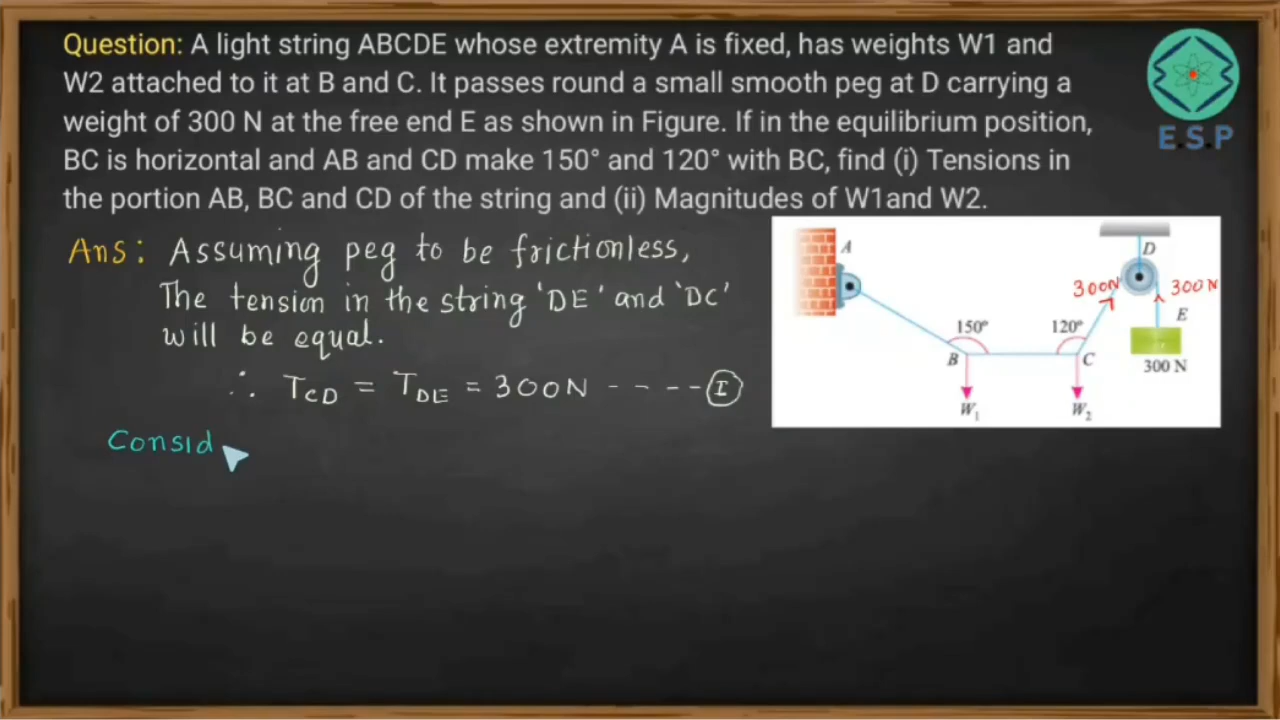 Question: A light string ABCDE whose extremity A is fixed, has weights W1 and
W2 attached to it at B and C. It passes round a small smooth peg at D carrying a
weight of 300 N at the free end E as shown in Figure. If in the equilibrium position,
BC is horizontal and AB and CD make 150° and 120° with BC, find (i) Tensions in
the portion AB, BC and CD of the string and (ii) Magnitudes of W1and W2.
E.S.P
Ans: Assuming peg to be frictionless,
The tension in the string 'DE' and 'DC'
will be equal.
∴ T_CD = T_DE = 300N ---- I
Consid
A
D
300N
300N
E
150°
120°
B
C
300 N
W₁
W₂